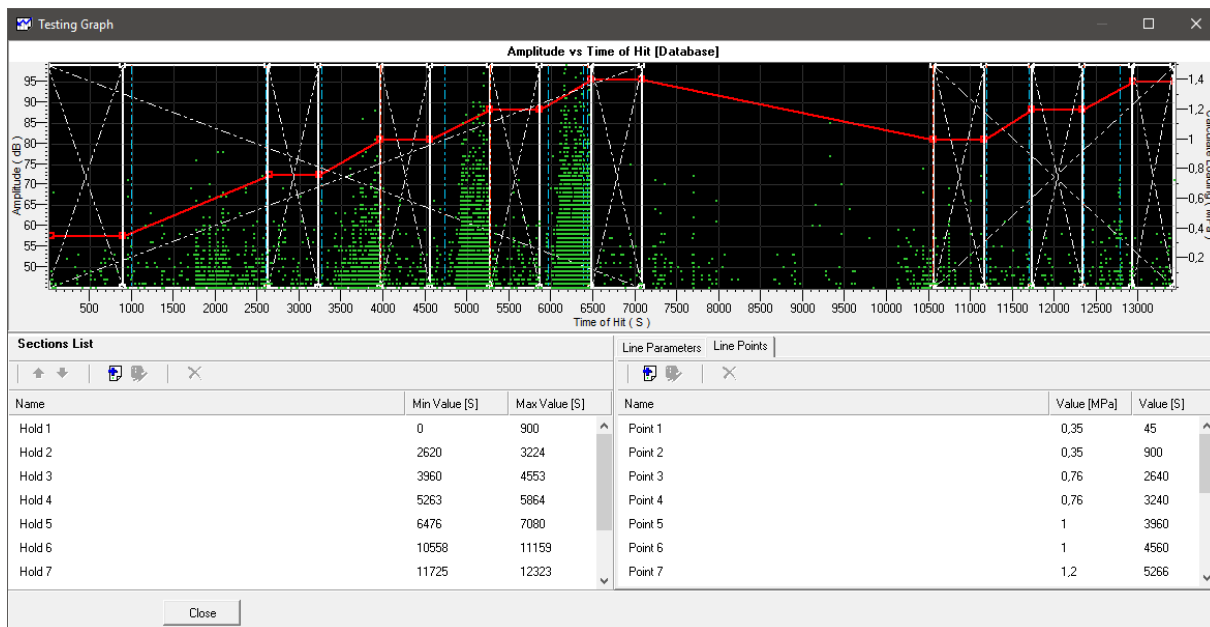 Testing Graph
Amplitude vs Time of Hit [Database]
Amplitude ( dB )
95
90
85
80
75
70
65
60
55
50
1,4
1,2
1
0,8
0,6
0,4
0,2
500 1000 1500 2000 2500 3000 3500 4000 4500 5000 5500 6000 6500 7000 7500 8000 8500 9000 9500 10000 10500 11000 11500 12000 12500 13000
Time of Hit ( S )
Sections List
Line Parameters Line Points
Name Min Value [S] Max Value [S]
Hold 1 0 900
Hold 2 2620 3224
Hold 3 3960 4553
Hold 4 5263 5864
Hold 5 6476 7080
Hold 6 10558 11159
Hold 7 11725 12323
Name Value [MPa] Value [S]
Point 1 0,35 45
Point 2 0,35 900
Point 3 0,76 2640
Point 4 0,76 3240
Point 5 1 3960
Point 6 1 4560
Point 7 1,2 5266
Close